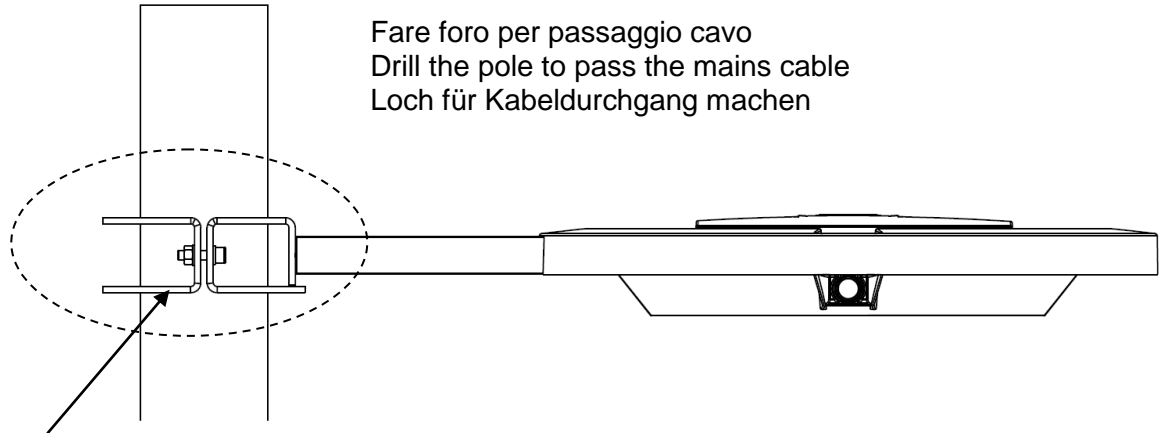 Fare foro per passaggio cavo
Drill the pole to pass the mains cable
Loch für Kabeldurchgang machen